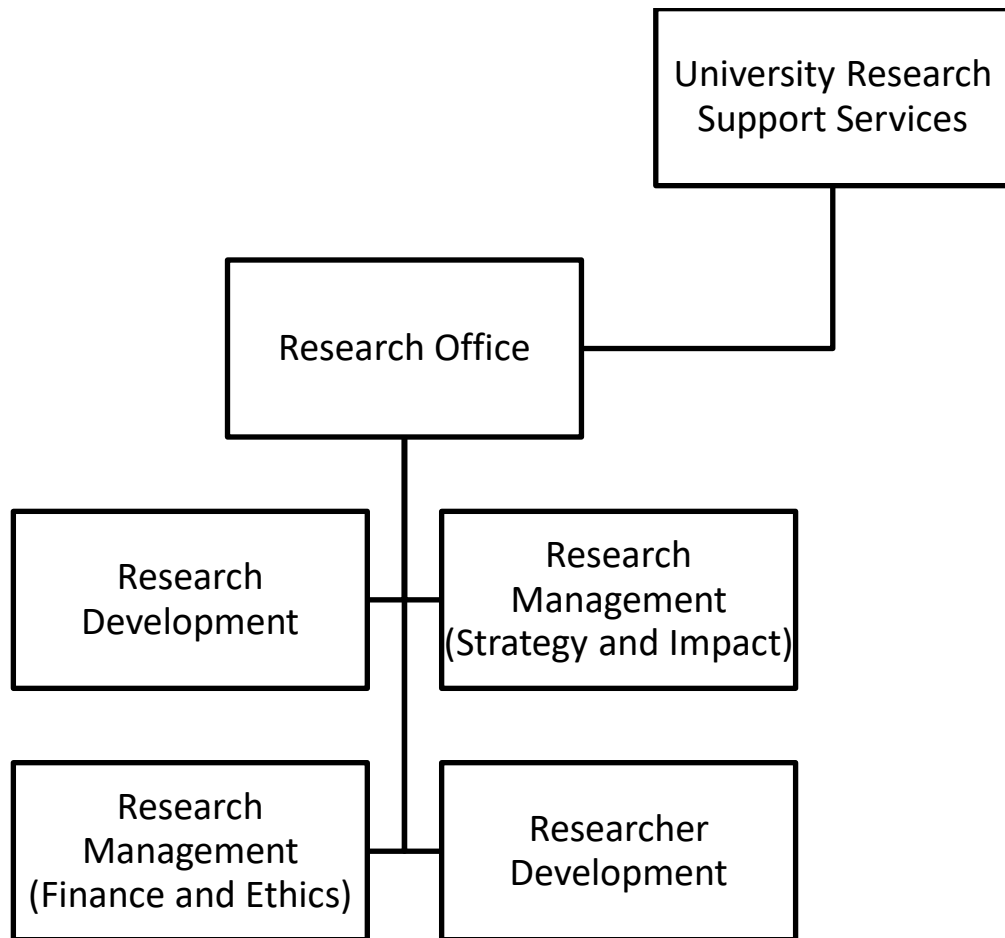 University Research
Support Services
Research Office
Research
Development
Research
Management
(Strategy and Impact)
Research
Management
(Finance and Ethics)
Researcher
Development